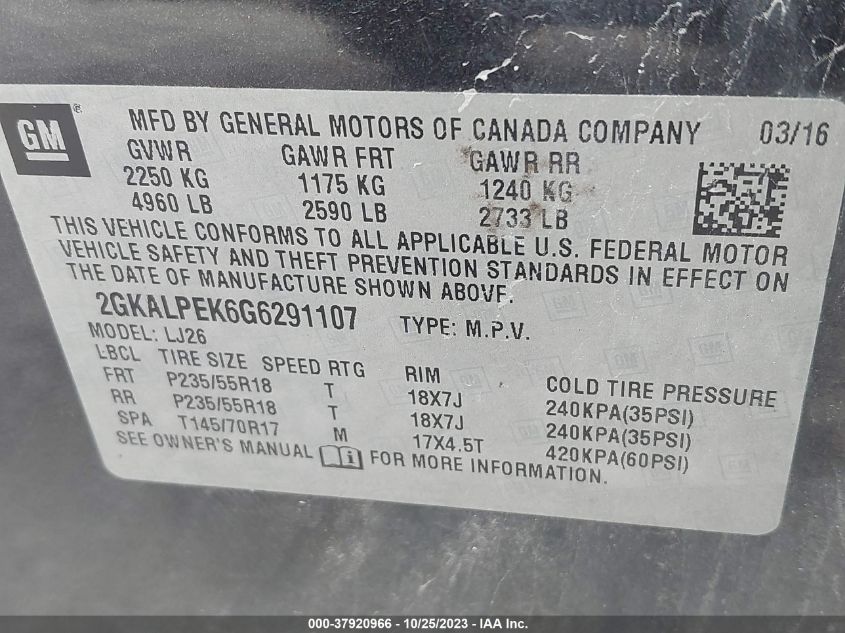 GM®
MFD BY GENERAL MOTORS OF CANADA COMPANY 03/16
GVWR GAWR FRT GAWR RR
2250 KG 1175 KG 1240 KG
4960 LB 2590 LB 2733 LB
THIS VEHICLE CONFORMS TO ALL APPLICABLE U.S. FEDERAL MOTOR
VEHICLE SAFETY AND THEFT PREVENTION STANDARDS IN EFFECT ON
THE DATE OF MANUFACTURE SHOWN ABOVE.
2GKALPEK6G6291107 TYPE: M.P.V.
MODEL: LJ26
LBCL TIRE SIZE SPEED RTG RIM COLD TIRE PRESSURE
FRT P235/55R18 T 18X7J 240KPA(35PSI)
RR P235/55R18 T 18X7J 240KPA(35PSI)
SPA T145/70R17 M 17X4.5T 420KPA(60PSI)
SEE OWNER'S MANUAL i FOR MORE INFORMATION.
000-37920966 - 10/25/2023 - IAA Inc.